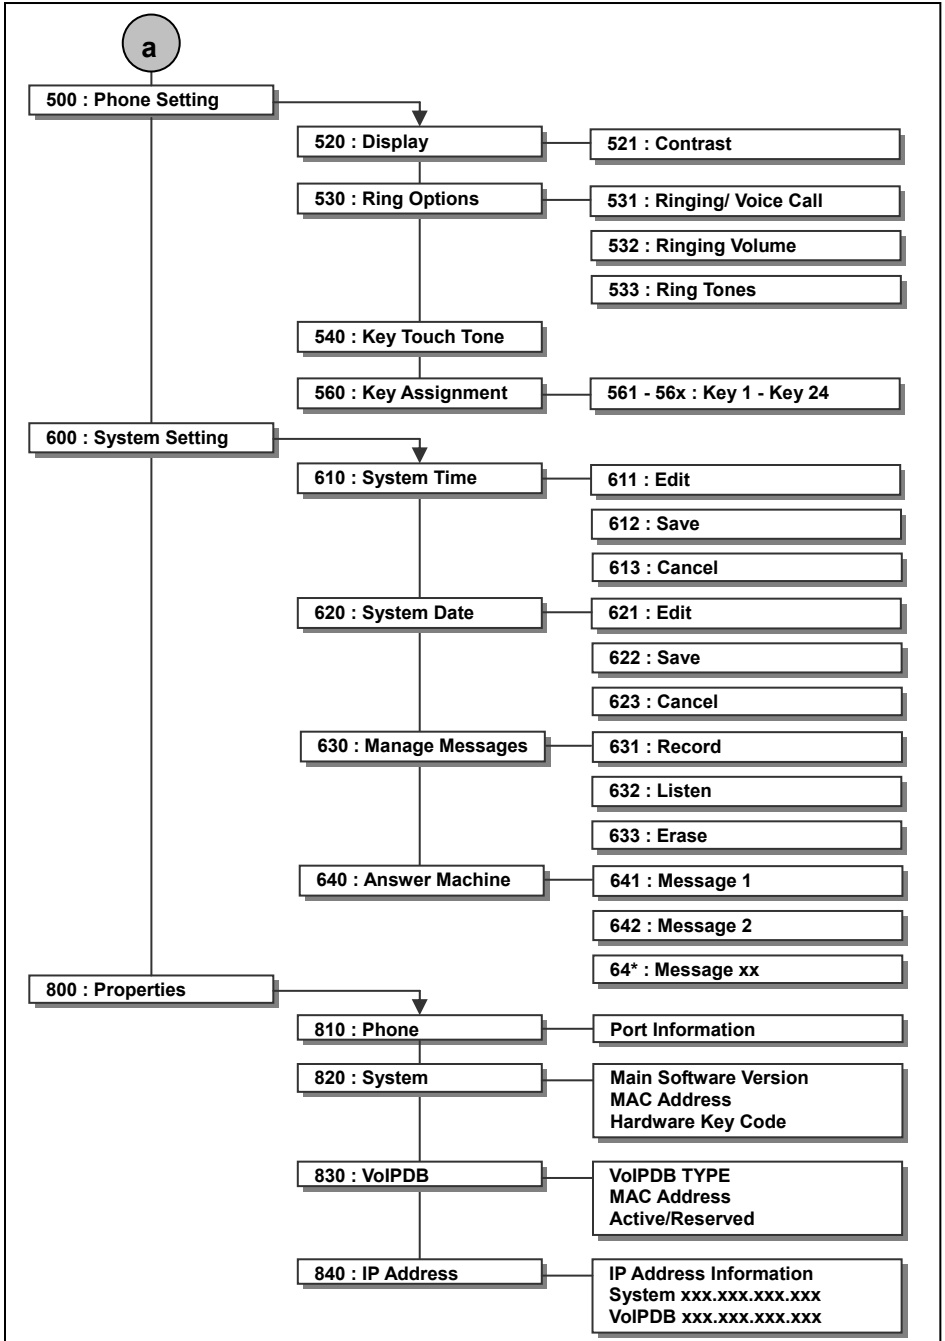 a
500 : Phone Setting
520 : Display
521 : Contrast
530 : Ring Options
531 : Ringing/ Voice Call
532 : Ringing Volume
533 : Ring Tones
540 : Key Touch Tone
560 : Key Assignment
561 - 56x : Key 1 - Key 24
600 : System Setting
610 : System Time
611 : Edit
612 : Save
613 : Cancel
620 : System Date
621 : Edit
622 : Save
623 : Cancel
630 : Manage Messages
631 : Record
632 : Listen
633 : Erase
640 : Answer Machine
641 : Message 1
642 : Message 2
64* : Message xx
800 : Properties
810 : Phone
Port Information
820 : System
Main Software Version
MAC Address
Hardware Key Code
830 : VoIPDB
VoIPDB TYPE
MAC Address
Active/Reserved
840 : IP Address
IP Address Information
System xxx.xxx.xxx.xxx
VoIPDB xxx.xxx.xxx.xxx